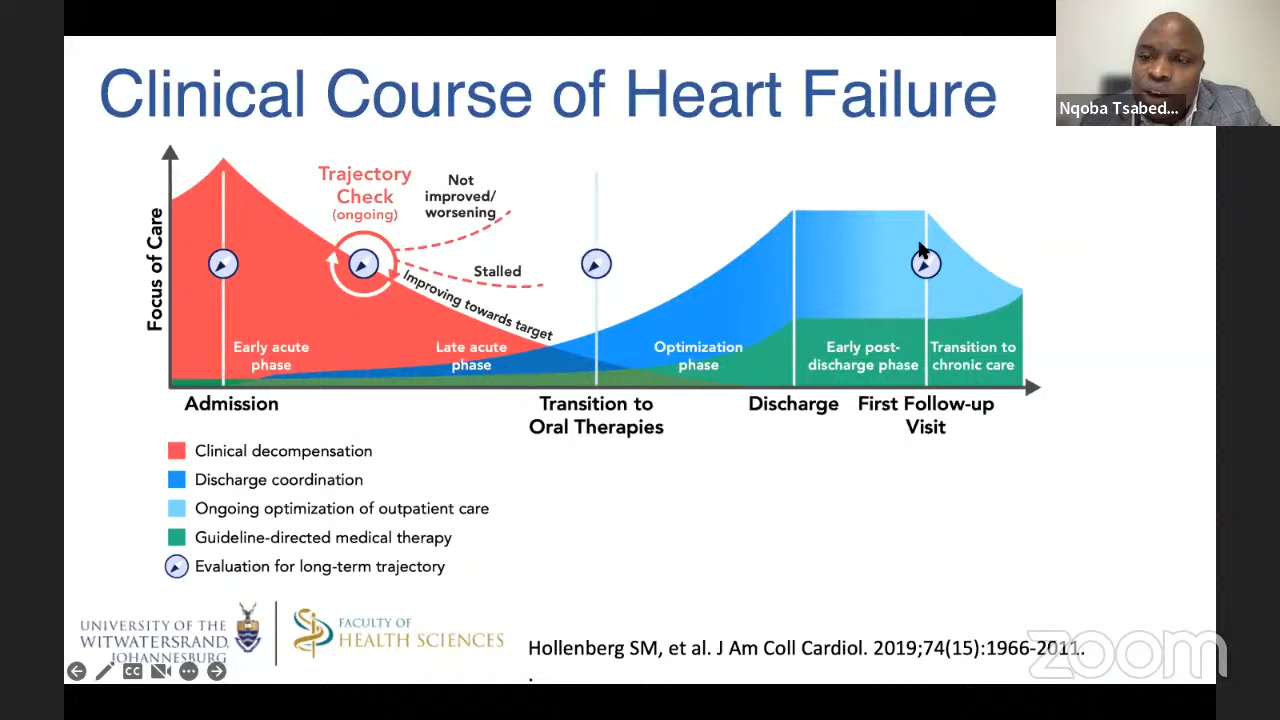 Clinical Course of Heart Failure
Nqoba Tsabed...
Focus of Care
Trajectory
Check
(ongoing)
Not
improved/
worsening
Stalled
Improving towards target
Early acute
phase
Late acute
phase
Optimization
phase
Early post-
discharge phase
Transition to
chronic care
Admission
Transition to
Oral Therapies
Discharge
First Follow-up
Visit
Clinical decompensation
Discharge coordination
Ongoing optimization of outpatient care
Guideline-directed medical therapy
Evaluation for long-term trajectory
UNIVERSITY OF THE
WITWATERSRAND,
JOHANNESBURG
FACULTY OF
HEALTH SCIENCES
CC
Hollenberg SM, et al. J Am Coll Cardiol. 2019;74(15):1966-2011.
.
zoom